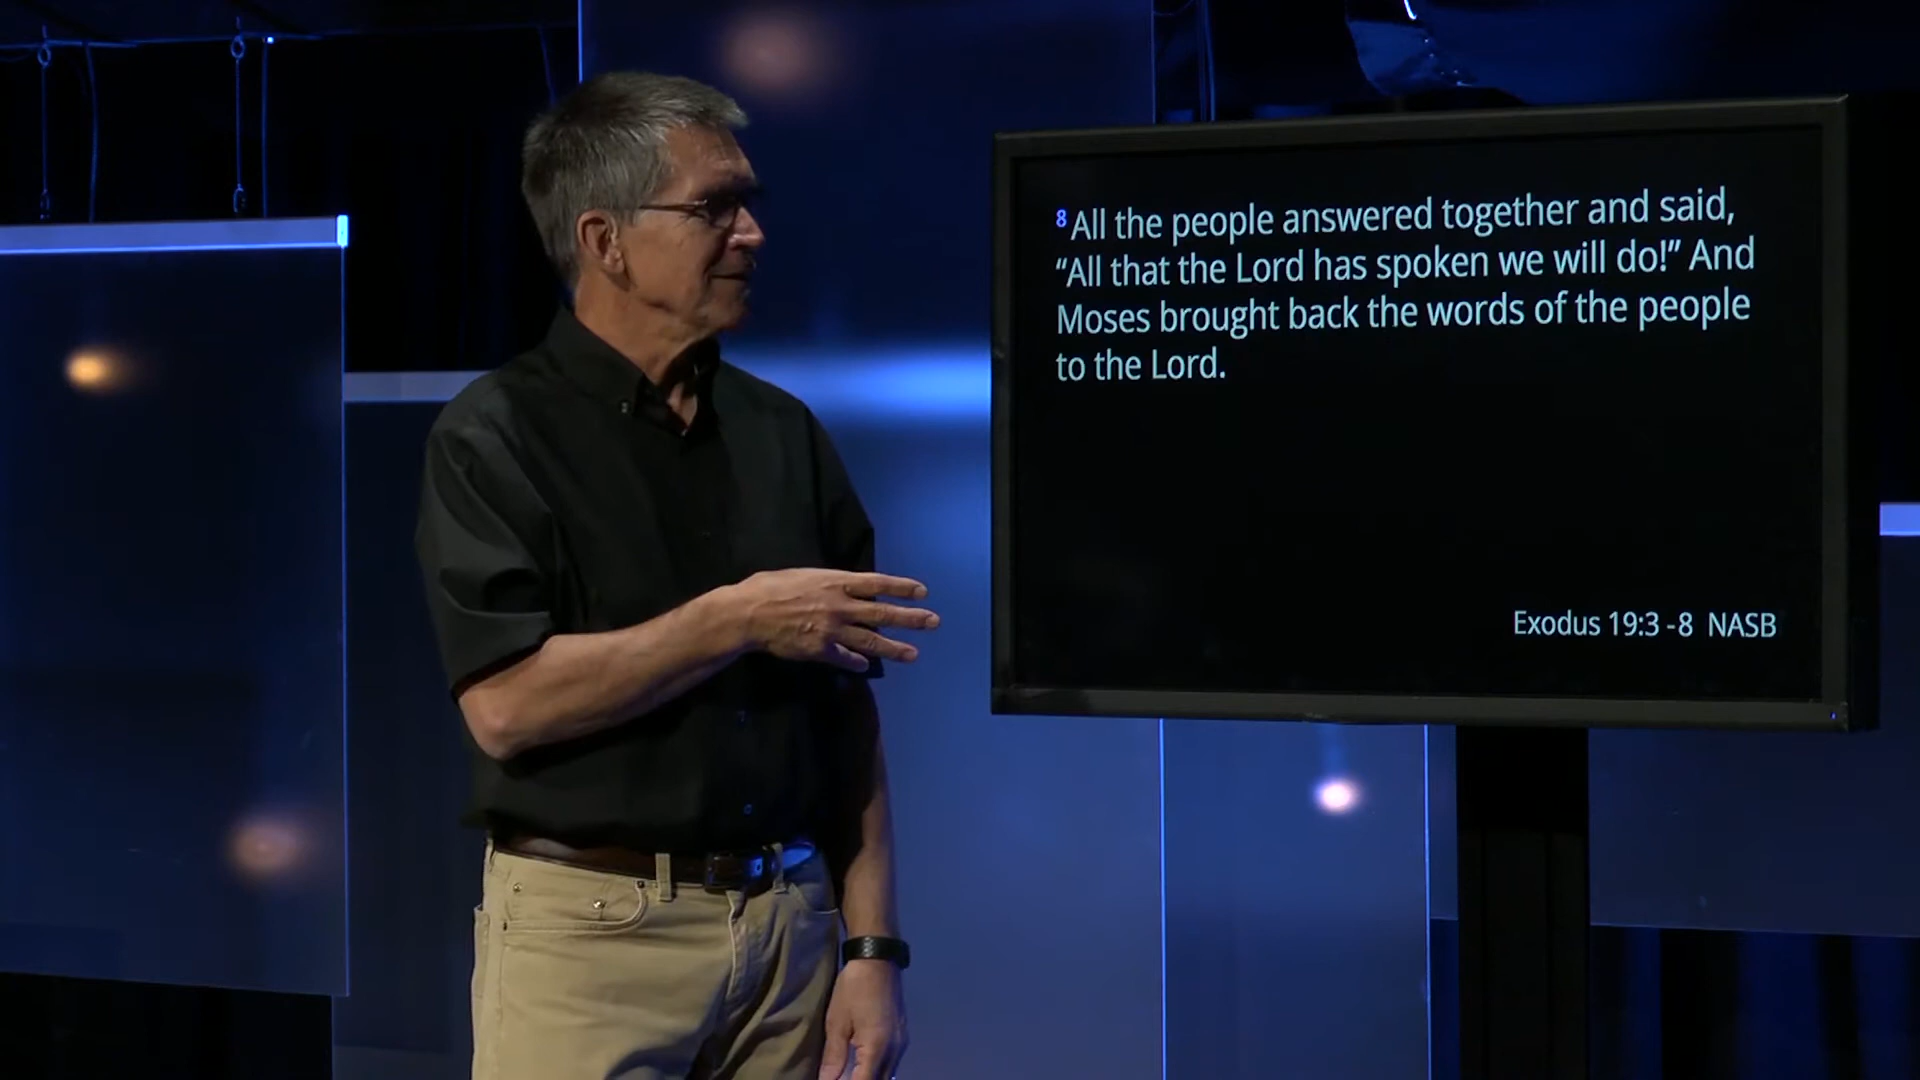 8 All the people answered together and said,
“All that the Lord has spoken we will do!” And
Moses brought back the words of the people
to the Lord.
Exodus 19:3 -8 NASB